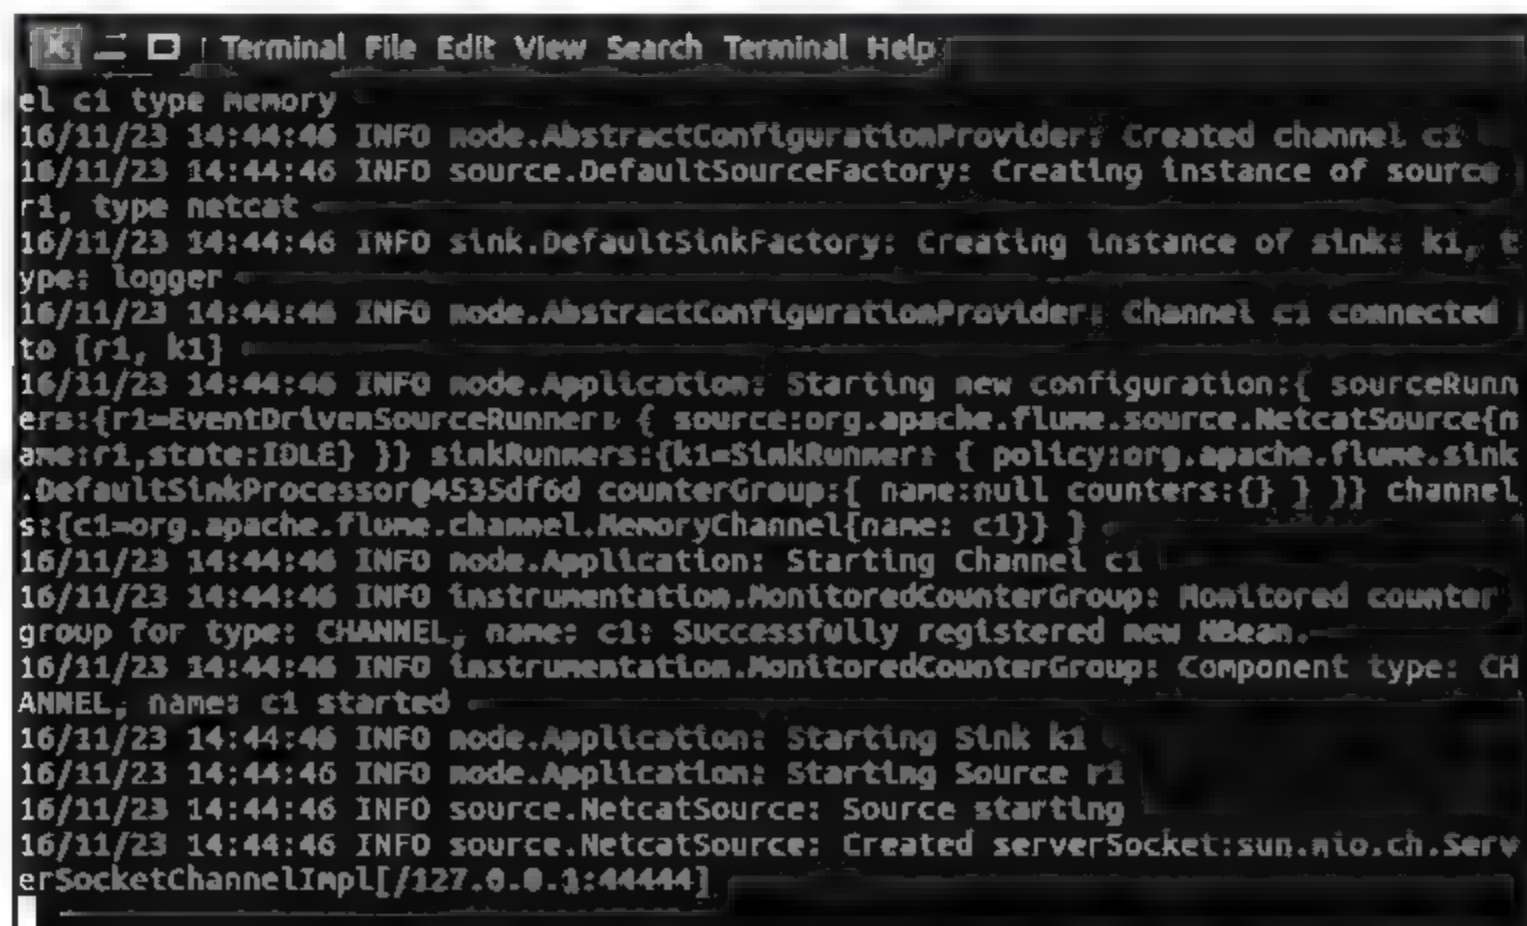 Terminal File Edit View Search Terminal Help
el c1 type memory
16/11/23 14:44:46 INFO node.AbstractConfigurationProvider: Created channel c1
16/11/23 14:44:46 INFO source.DefaultSourceFactory: Creating instance of source
r1, type netcat
16/11/23 14:44:46 INFO sink.DefaultSinkFactory: Creating instance of sink: k1, t
ype: logger
16/11/23 14:44:46 INFO node.AbstractConfigurationProvider: Channel c1 connected
to [r1, k1]
16/11/23 14:44:46 INFO node.Application: Starting new configuration:{ sourceRunn
ers:{r1=EventDrivenSourceRunner: { source:org.apache.flume.source.NetcatSource{n
ame:r1,state:IDLE} }} sinkRunners:{k1=SinkRunner: { policy:org.apache.flume.sink
.DefaultSinkProcessor@4535df6d counterGroup:{ name:null counters:{} } }} channel
s:{c1=org.apache.flume.channel.MemoryChannel{name: c1}} }
16/11/23 14:44:46 INFO node.Application: Starting Channel c1
16/11/23 14:44:46 INFO instrumentation.MonitoredCounterGroup: Monitored counter
group for type: CHANNEL, name: c1: Successfully registered new MBean.
16/11/23 14:44:46 INFO instrumentation.MonitoredCounterGroup: Component type: CH
ANNEL, name: c1 started
16/11/23 14:44:46 INFO node.Application: Starting Sink k1
16/11/23 14:44:46 INFO node.Application: Starting Source r1
16/11/23 14:44:46 INFO source.NetcatSource: Source starting
16/11/23 14:44:46 INFO source.NetcatSource: Created serverSocket:sun.nio.ch.Serv
erSocketChannelImpl[/127.0.0.1:44444]